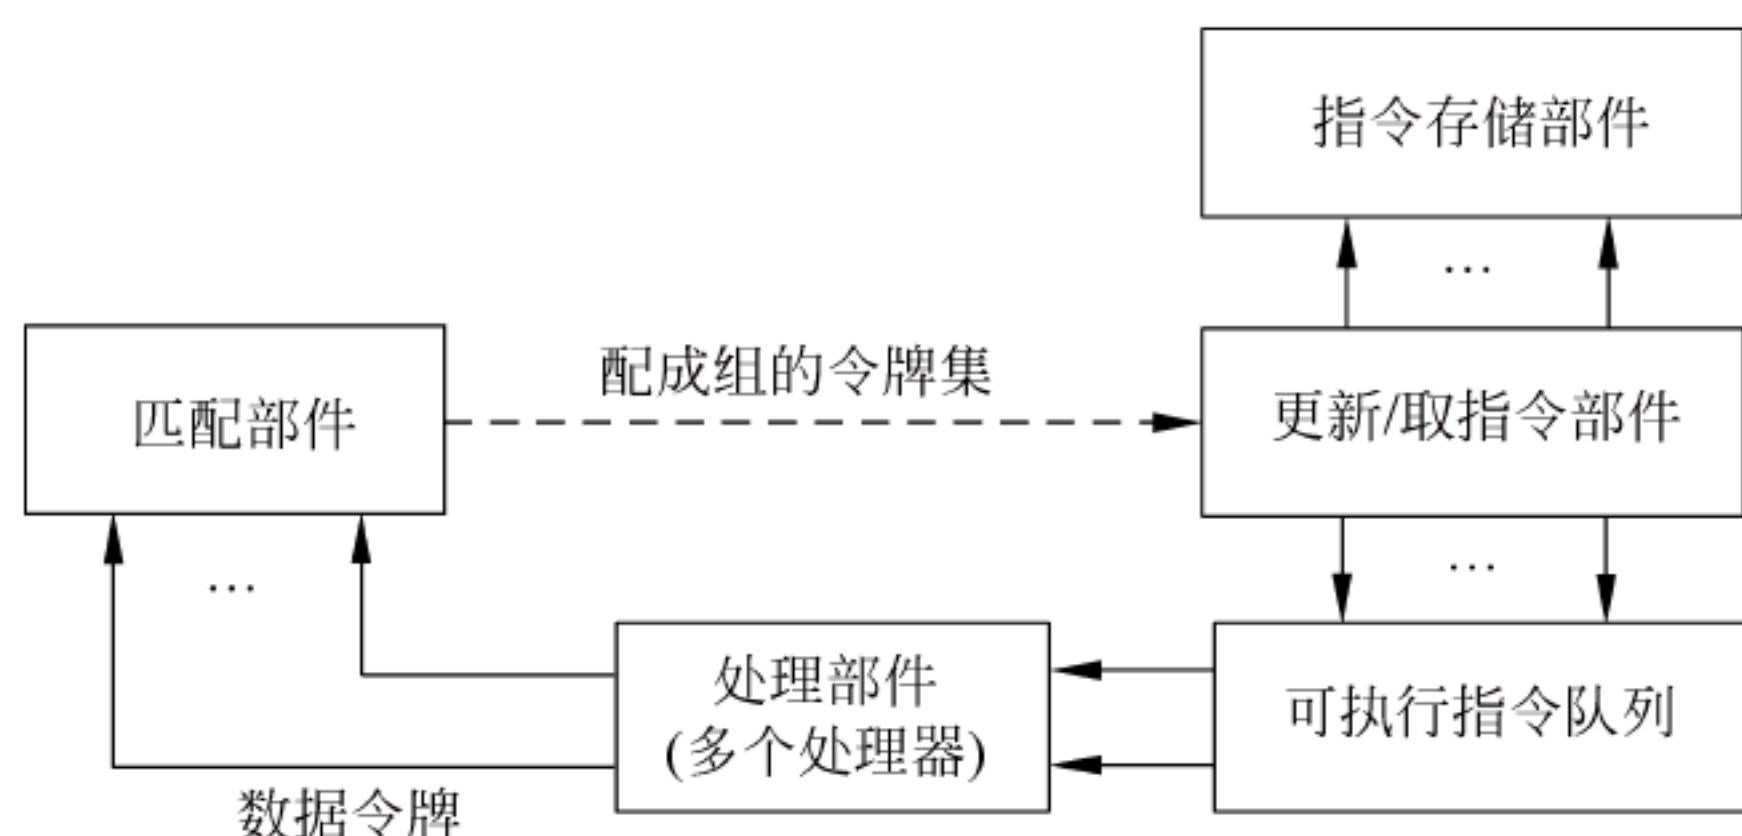 指令存储部件
…
配成组的令牌集
匹配部件
更新/取指令部件
…
…
处理部件
(多个处理器)
可执行指令队列
数据令牌